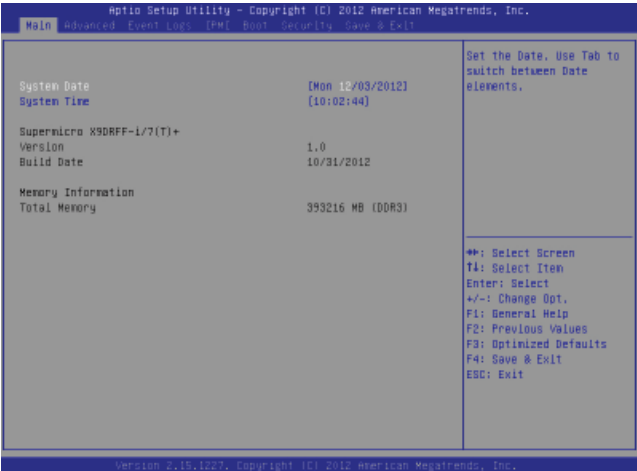 Aptio Setup Utility - Copyright (C) 2012 American Megatrends, Inc.
Main Advanced Event Logs IPMI Boot Security Save & Exit
System Date [Mon 12/03/2012]
System Time [10:02:44]
Supermicro X9DRFF-i/7(T)+
Version 1.0
Build Date 10/31/2012
Memory Information
Total Memory 393216 MB (DDR3)
Set the Date. Use Tab to
switch between Date
elements.
→←: Select Screen
↑↓: Select Item
Enter: Select
+/-: Change Opt.
F1: General Help
F2: Previous Values
F3: Optimized Defaults
F4: Save & Exit
ESC: Exit
Version 2.15.1227. Copyright (C) 2012 American Megatrends, Inc.